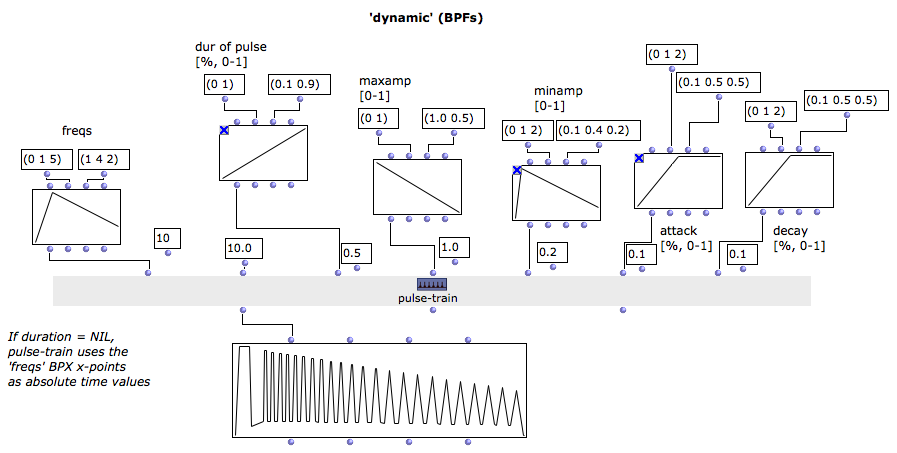 'dynamic' (BPFs)
dur of pulse
[%, 0-1]
(0 1)
(0.1 0.9)
maxamp
[0-1]
(0 1)
(1.0 0.5)
minamp
[0-1]
(0 1 2)
(0.1 0.4 0.2)
(0 1 2)
(0.1 0.5 0.5)
(0 1 2)
(0.1 0.5 0.5)
freqs
(0 1 5)
(1 4 2)
attack
[%, 0-1]
decay
[%, 0-1]
10
10.0
0.5
1.0
0.2
0.1
0.1
pulse-train
If duration = NIL,
pulse-train uses the
'freqs' BPX x-points
as absolute time values